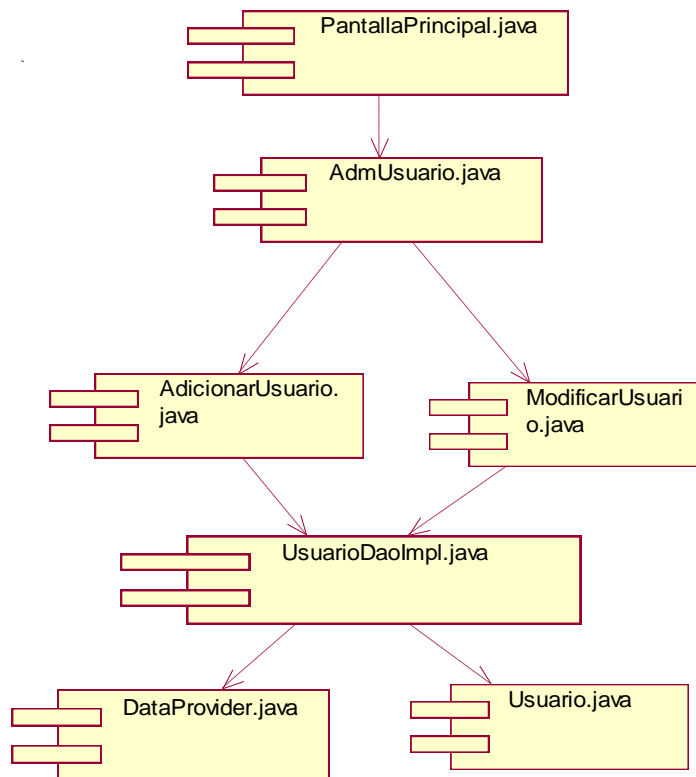 PantallaPrincipal.java
AdmUsuario.java
AdicionarUsuario.
java
ModificarUsuari
o.java
UsuarioDaoImpl.java
DataProvider.java
Usuario.java